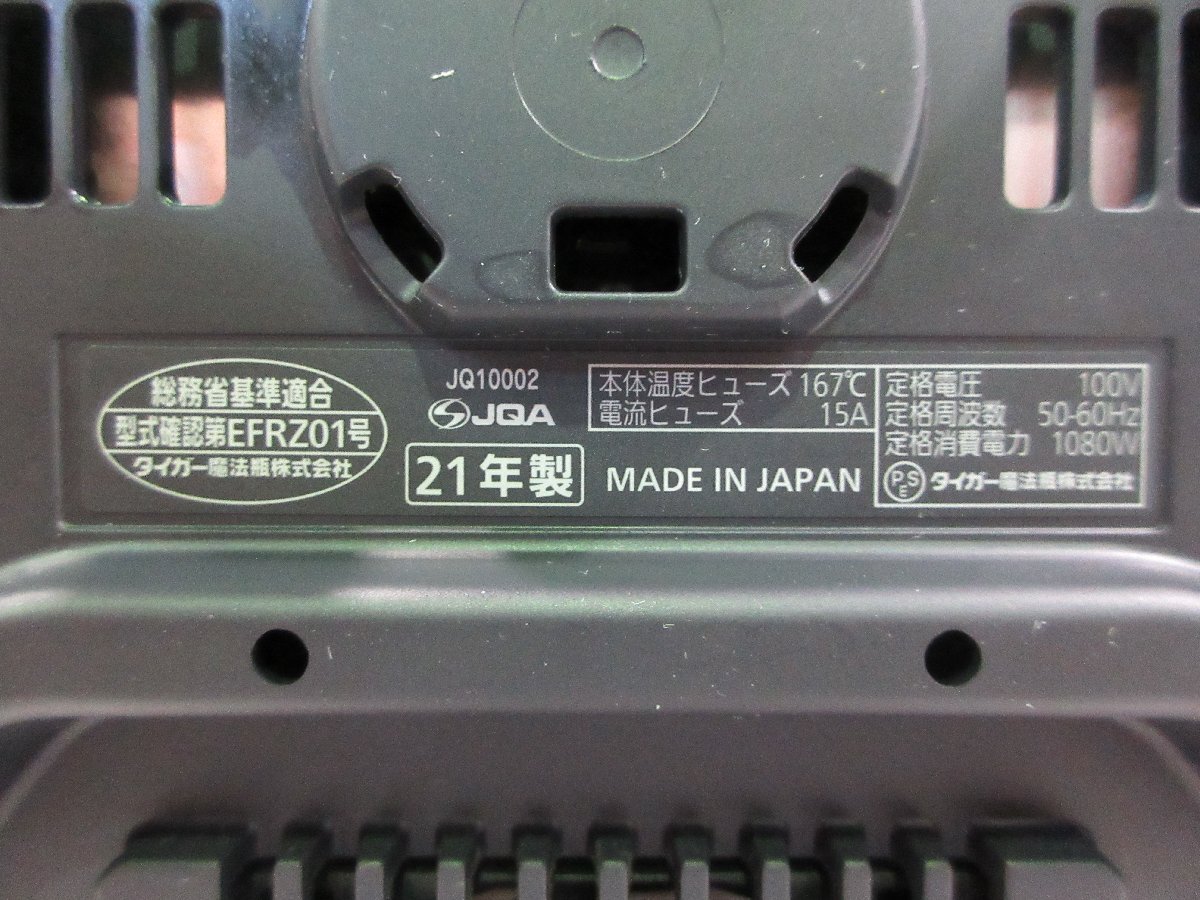 総務省基準適合
型式確認第EFRZ01号
タイガー魔法瓶株式会社
JQ10002
JQA
21年製
本体温度ヒューズ 167℃
電流ヒューズ 15A
MADE IN JAPAN
定格電圧 100V
定格周波数 50-60Hz
定格消費電力 1080W
PSE タイガー魔法瓶株式会社